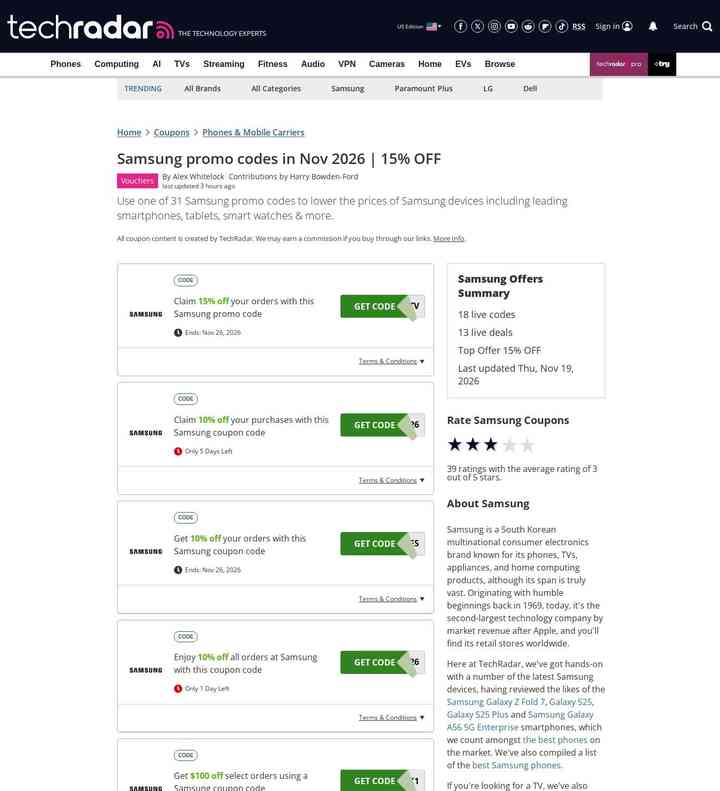 techradar THE TECHNOLOGY EXPERTS
US Edition
RSS
Sign in
Search
Phones Computing AI TVs Streaming Fitness Audio VPN Cameras Home EVs Browse
techradar pro
TRENDING All Brands All Categories Samsung Paramount Plus LG Dell
Home > Coupons > Phones & Mobile Carriers
Samsung promo codes in Nov 2026 | 15% OFF
Vouchers
By Alex Whitelock Contributions by Harry Bowden-Ford
last updated 3 hours ago
Use one of 31 Samsung promo codes to lower the prices of Samsung devices including leading
smartphones, tablets, smart watches & more.
All coupon content is created by TechRadar. We may earn a commission if you buy through our links. More Info.
CODE
SAMSUNG
Claim 15% off your orders with this
Samsung promo code
Ends: Nov 26, 2026
GET CODE
Terms & Conditions
CODE
SAMSUNG
Claim 10% off your purchases with this
Samsung coupon code
Only 5 Days Left
GET CODE
Terms & Conditions
CODE
SAMSUNG
Get 10% off your orders with this
Samsung coupon code
Ends: Nov 26, 2026
GET CODE
Terms & Conditions
CODE
SAMSUNG
Enjoy 10% off all orders at Samsung
with this coupon code
Only 1 Day Left
GET CODE
Terms & Conditions
CODE
SAMSUNG
Get $100 off select orders using a
Samsung coupon code
GET CODE
Samsung Offers
Summary
18 live codes
13 live deals
Top Offer 15% OFF
Last updated Thu, Nov 19,
2026
Rate Samsung Coupons
39 ratings with the average rating of 3
out of 5 stars.
About Samsung
Samsung is a South Korean
multinational consumer electronics
brand known for its phones, TVs,
appliances, and home computing
products, although its span is truly
vast. Originating with humble
beginnings back in 1969, today, it's the
second-largest technology company by
market revenue after Apple, and you'll
find its retail stores worldwide.
Here at TechRadar, we've got hands-on
with a number of the latest Samsung
devices, having reviewed the likes of the
Samsung Galaxy Z Fold 7, Galaxy S25,
Galaxy S25 Plus and Samsung Galaxy
A56 5G Enterprise smartphones, which
we count amongst the best phones on
the market. We've also compiled a list
of the best Samsung phones.
If you're looking for a TV, we've also